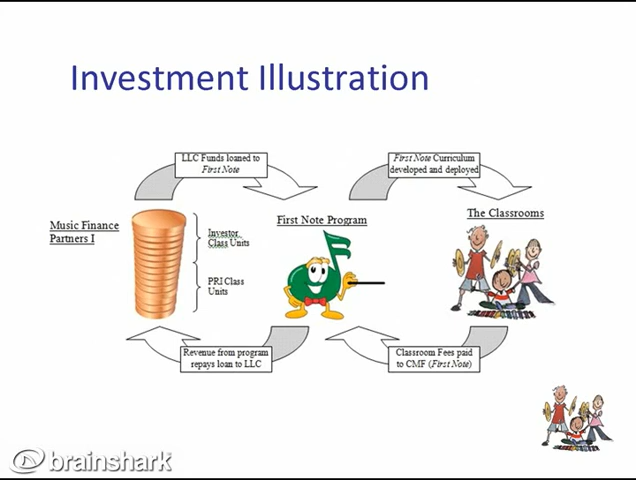 Investment Illustration
LLC Funds loaned to
First Note
First Note Curriculum
developed and deployed
Music Finance
Partners I
Investor
Class Units
PRI Class
Units
First Note Program
The Classrooms
Revenue from program
repays loan to LLC
Classroom Fees paid
to CMF (First Note)
brainshark